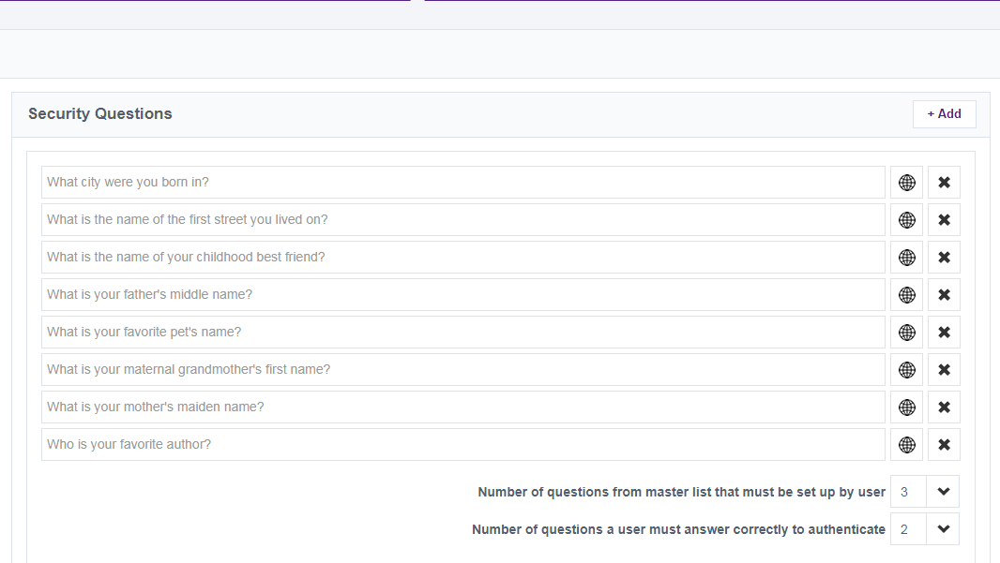 Security Questions
+ Add
What city were you born in?
What is the name of the first street you lived on?
What is the name of your childhood best friend?
What is your father's middle name?
What is your favorite pet's name?
What is your maternal grandmother's first name?
What is your mother's maiden name?
Who is your favorite author?
Number of questions from master list that must be set up by user 3
Number of questions a user must answer correctly to authenticate 2